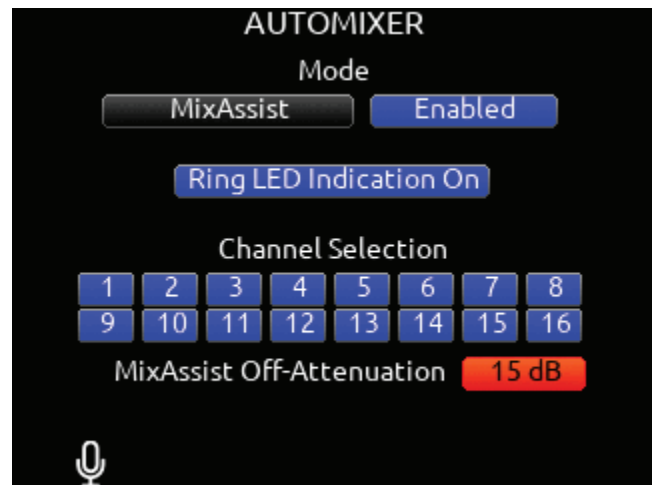 AUTOMIXER
Mode
MixAssist Enabled
Ring LED Indication On
Channel Selection
1 2 3 4 5 6 7 8
9 10 11 12 13 14 15 16
MixAssist Off-Attenuation 15 dB